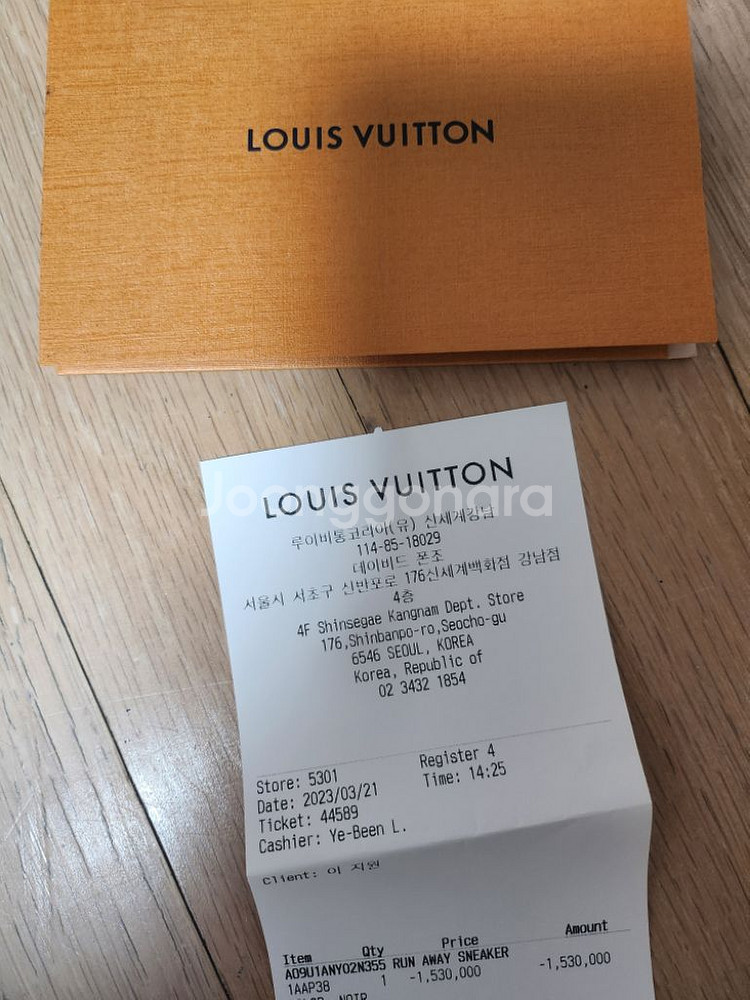 LOUIS VUITTON
Joonggonara
LOUIS VUITTON
루이비통코리아(유) 신세계강남
114-85-18029
데이비드 폰조
서울시 서초구 신반포로 176신세계백화점 강남점
4층
4F Shinsegae Kangnam Dept. Store
176,Shinbanpo-ro,Seocho-gu
6546 SEOUL, KOREA
Korea, Republic of
02 3432 1854
Store: 5301 Register 4
Date: 2023/03/21 Time: 14:25
Ticket: 44589
Cashier: Ye-Been L.
Client: 이 지원
Item Qty Price Amount
A09U1ANY02N355 RUN AWAY SNEAKER
1AAP38 1 -1,530,000 -1,530,000
NOIR